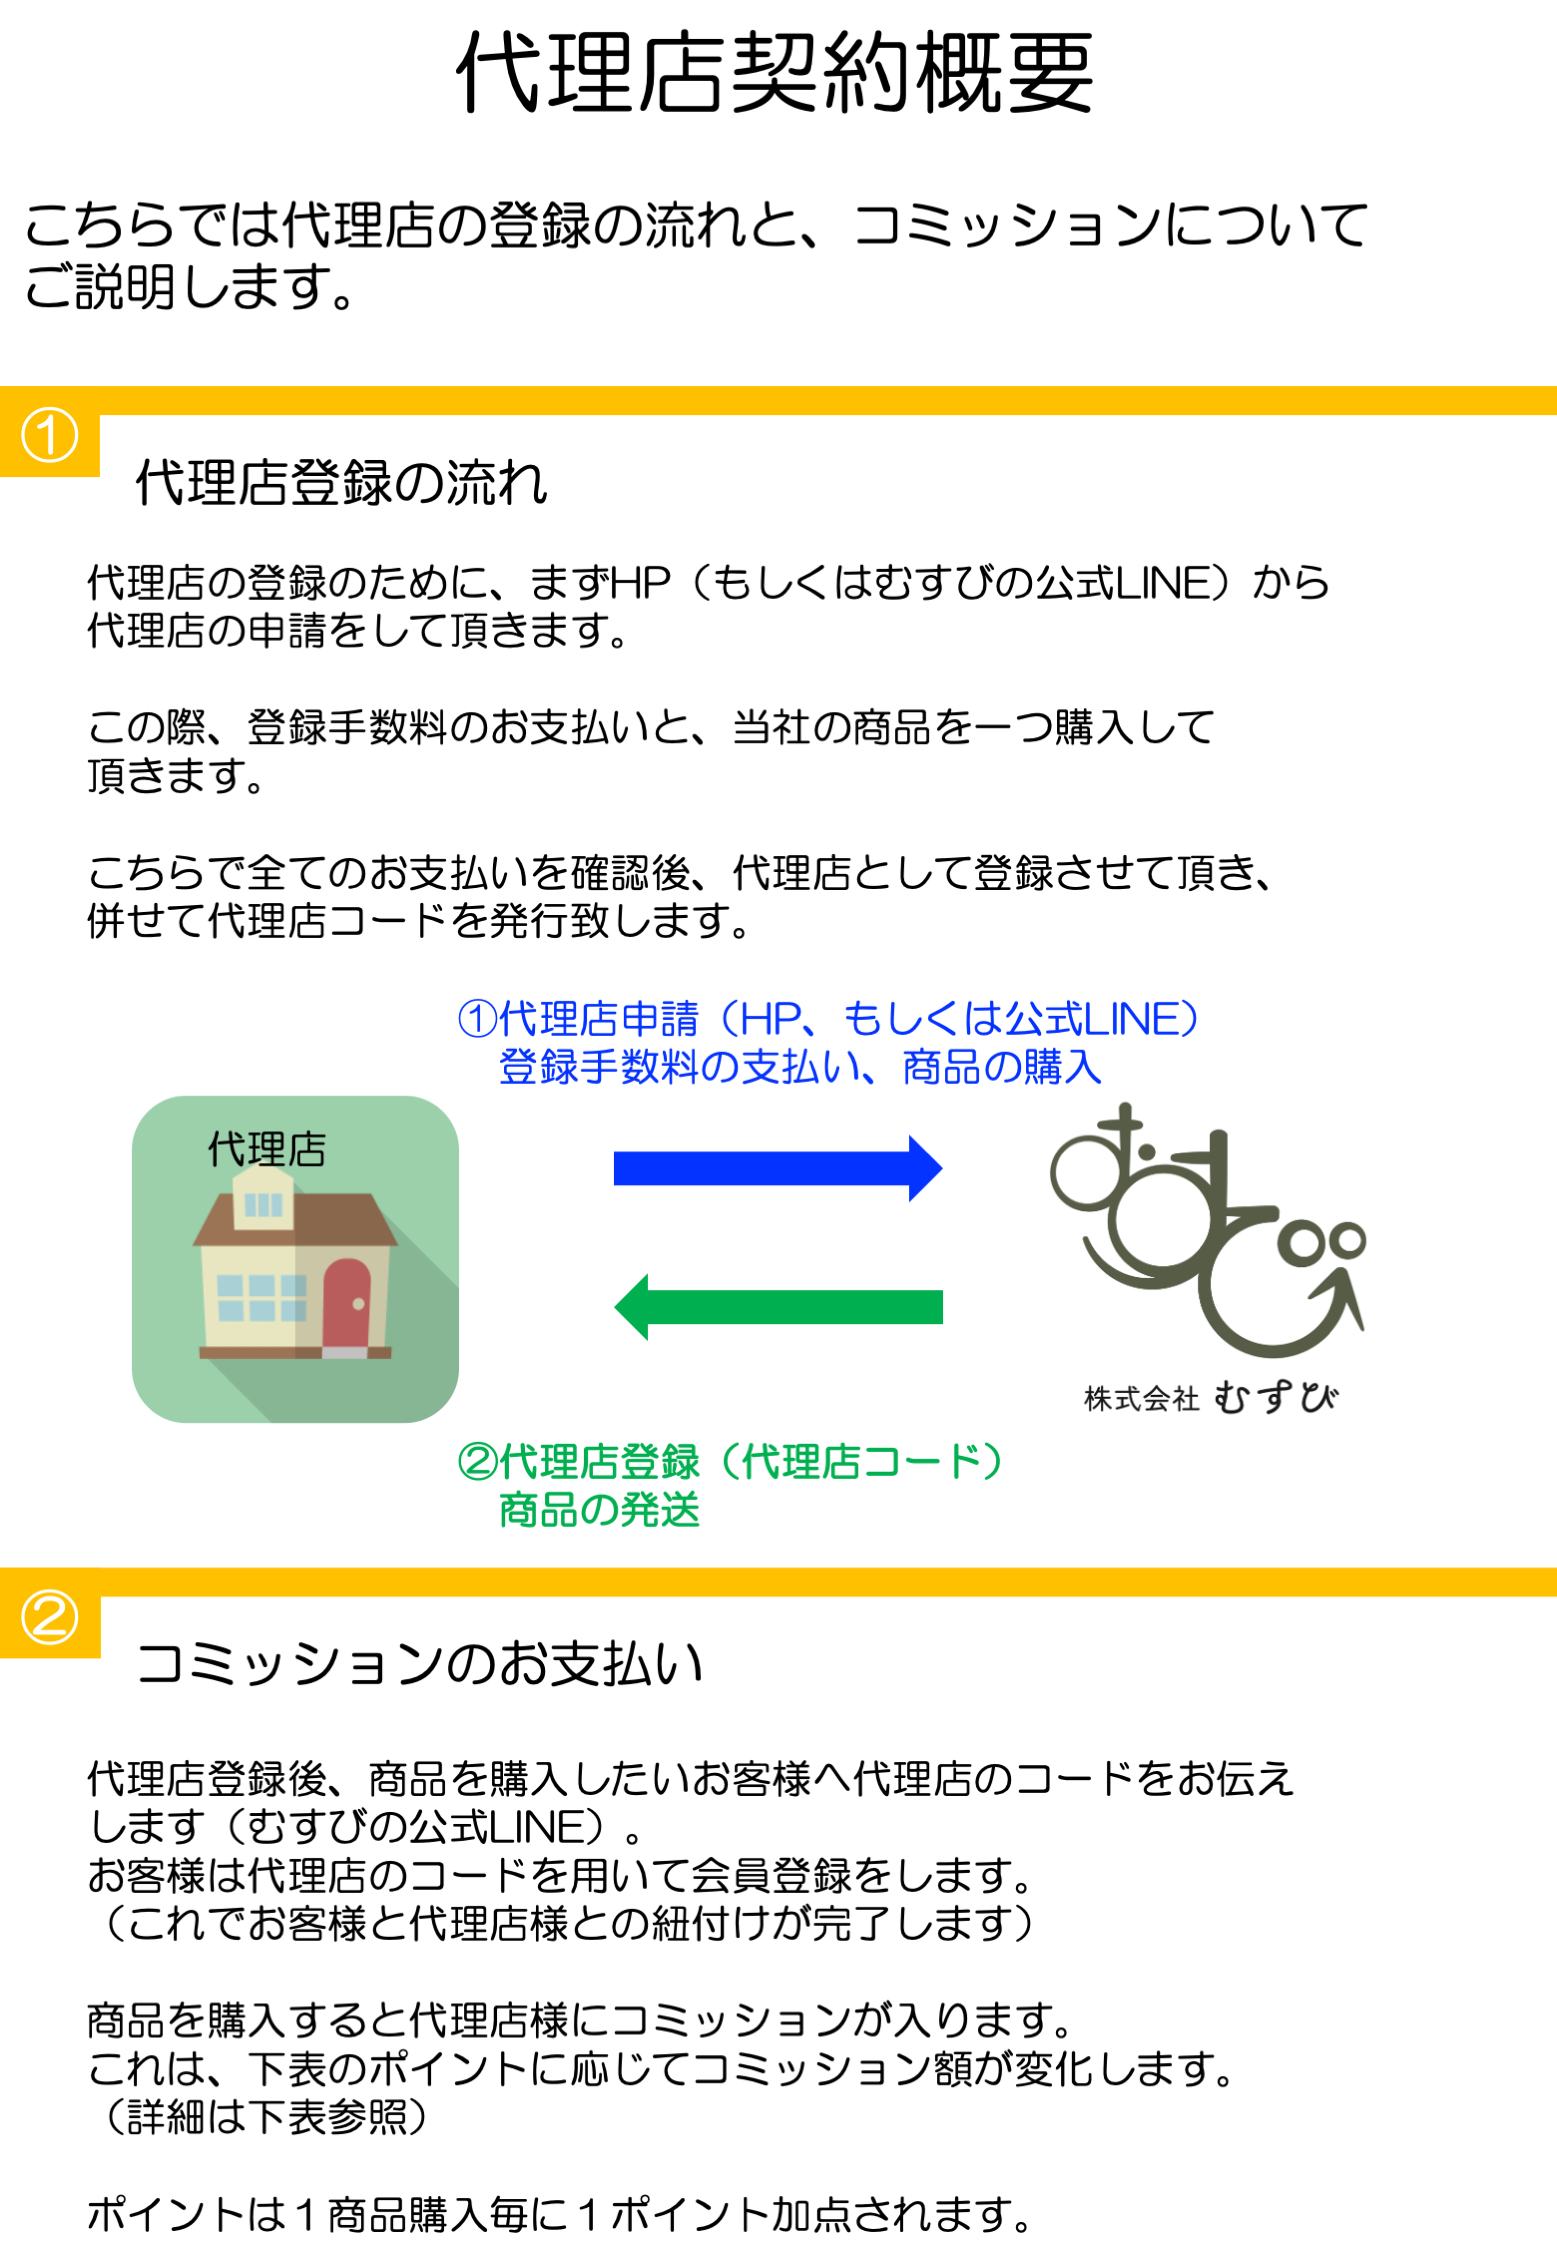 代理店契約概要
こちらでは代理店の登録の流れと、コミッションについて
ご説明します。
①
代理店登録の流れ
代理店の登録のために、まずHP（もしくはむすびの公式LINE）から
代理店の申請をして頂きます。
この際、登録手数料のお支払いと、当社の商品を一つ購入して
頂きます。
こちらで全てのお支払いを確認後、代理店として登録させて頂き、
併せて代理店コードを発行致します。
①代理店申請（HP、もしくは公式LINE）
登録手数料の支払い、商品の購入
代理店
むすび
株式会社 むすび
②代理店登録（代理店コード）
商品の発送
②
コミッションのお支払い
代理店登録後、商品を購入したいお客様へ代理店のコードをお伝え
します（むすびの公式LINE）。
お客様は代理店のコードを用いて会員登録をします。
（これでお客様と代理店様との紐付けが完了します）
商品を購入すると代理店様にコミッションが入ります。
これは、下表のポイントに応じてコミッション額が変化します。
（詳細は下表参照）
ポイントは１商品購入毎に１ポイント加点されます。